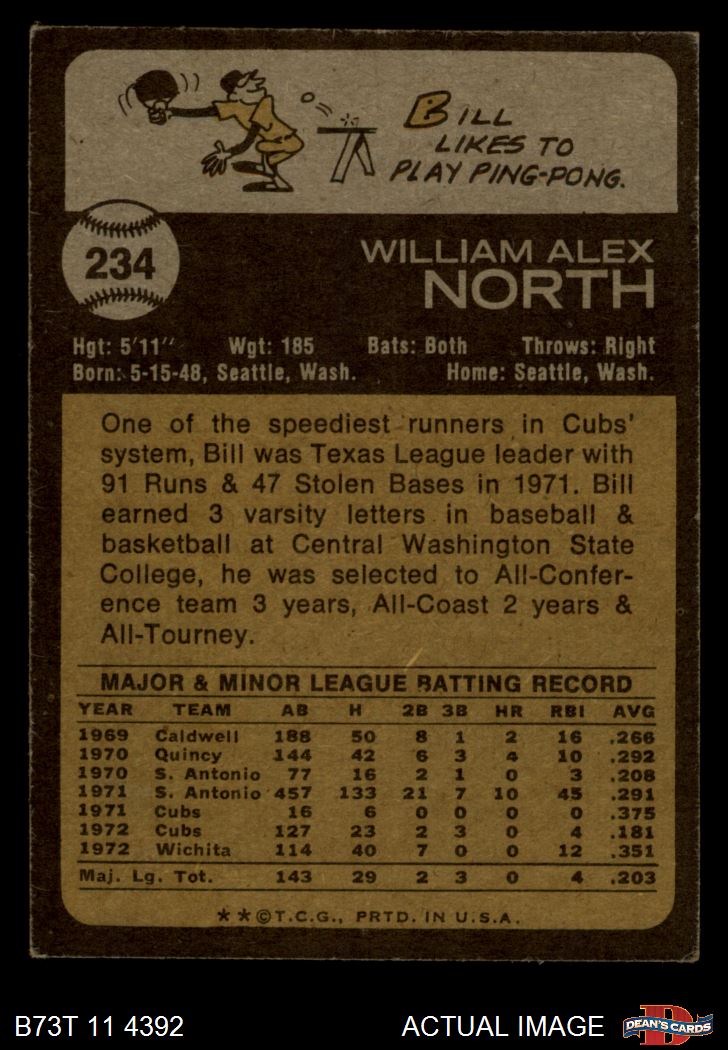 BILL
LIKES TO
PLAY PING-PONG.
234
WILLIAM ALEX
NORTH
Hgt: 5'11" Wgt: 185 Bats: Both Throws: Right
Born: 5-15-48, Seattle, Wash. Home: Seattle, Wash.
One of the speediest runners in Cubs'
system, Bill was Texas League leader with
91 Runs & 47 Stolen Bases in 1971. Bill
earned 3 varsity letters in baseball &
basketball at Central Washington State
College, he was selected to All-Confer-
ence team 3 years, All-Coast 2 years &
All-Tourney.
MAJOR & MINOR LEAGUE BATTING RECORD
YEAR TEAM AB H 2B 3B HR RBI AVG
1969 Caldwell 188 50 8 1 2 16 .266
1970 Quincy 144 42 6 3 4 10 .292
1970 S. Antonio 77 16 2 1 0 3 .208
1971 S. Antonio 457 133 21 7 10 45 .291
1971 Cubs 16 6 0 0 0 0 .375
1972 Cubs 127 23 2 3 0 4 .181
1972 Wichita 114 40 7 0 0 12 .351
Maj. Lg. Tot. 143 29 2 3 0 4 .203
**©T.C.G., PRTD. IN U.S.A.
B73T 11 4392 ACTUAL IMAGE D DEAN'S CARDS